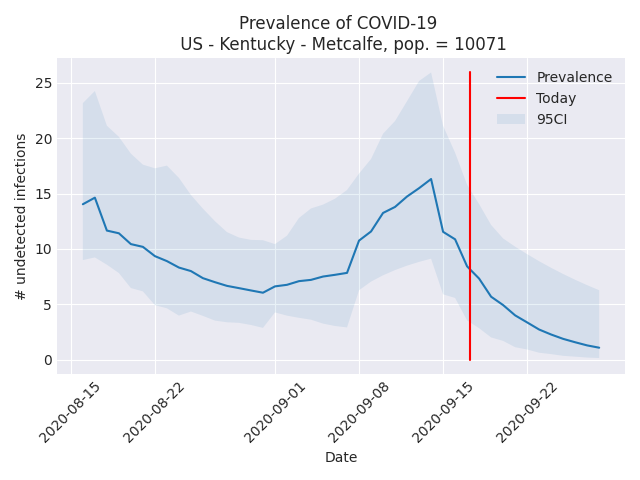 Prevalence of COVID-19
US - Kentucky - Metcalfe, pop. = 10071
Prevalence
Today
95CI
# undetected infections
25
20
15
10
5
0
2020-08-15
2020-08-22
2020-09-01
2020-09-08
2020-09-15
2020-09-22
Date